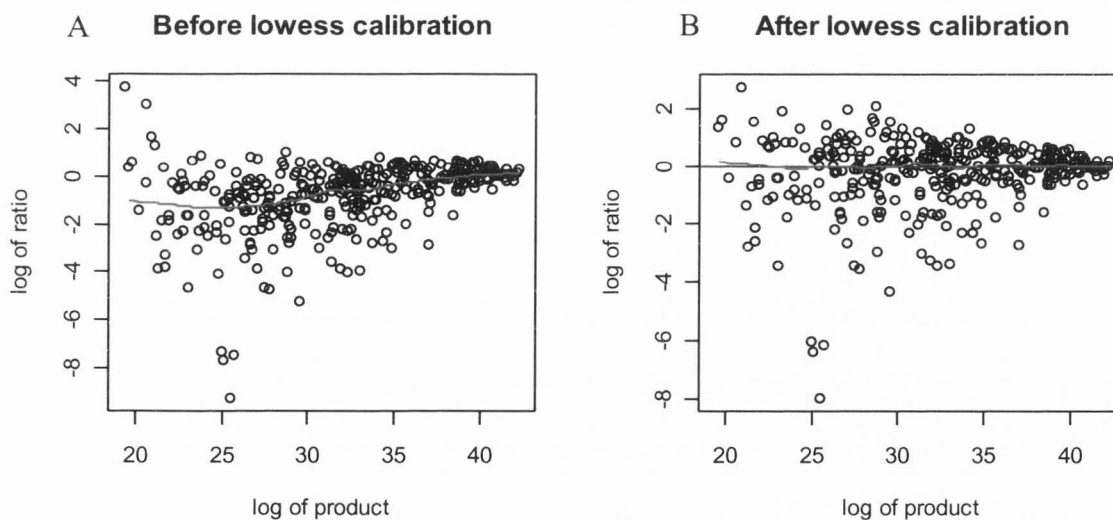 A Before lowess calibration
log of ratio
4
2
0
-2
-4
-6
-8
20 25 30 35 40
log of product
B After lowess calibration
log of ratio
2
0
-2
-4
-6
-8
20 25 30 35 40
log of product